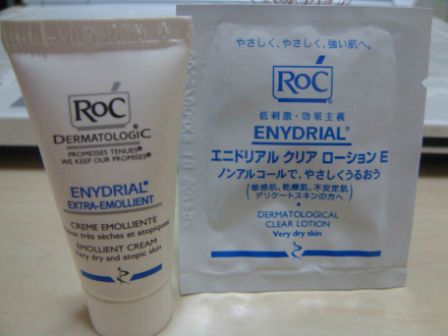 RoC
DERMATOLOGIC
PROMESSES TENUES
WE KEEP OUR PROMISES
ENYDRIAL®
EXTRA-EMOLLIENT
CREME EMOLLIENTE
Peaux très sèches et atopiques
EMOLLIENT CREAM
Very dry and atopic skin
やさしく、やさしく、強い肌へ。
RoC
低刺激・効果主義
ENYDRIAL®
エニドリアル クリア ローション E
ノンアルコールで、やさしくうるおう
(敏感肌、乾燥肌、不安定肌
デリケートスキンの方へ)
DERMATOLOGICAL
CLEAR LOTION
Very dry skin